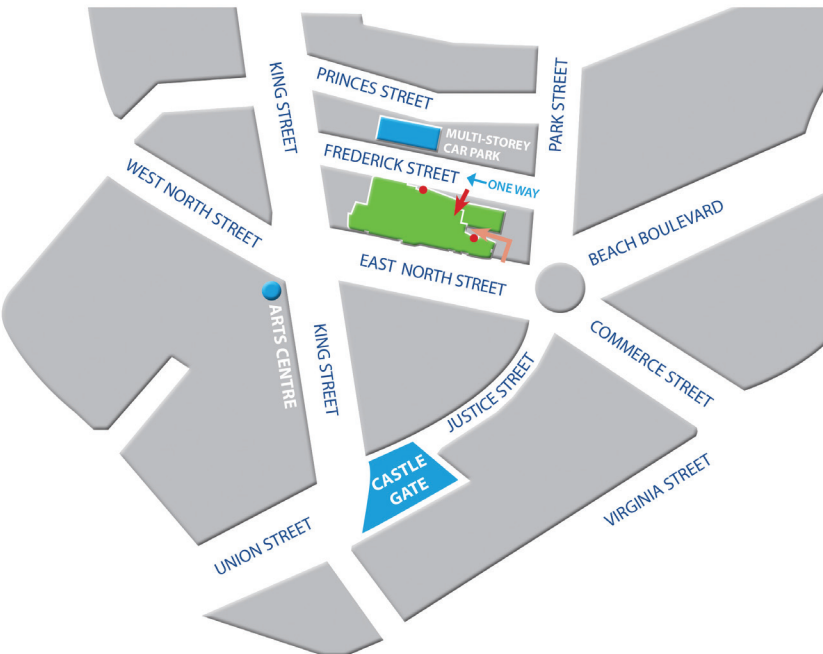 KING STREET
PRINCES STREET
PARK STREET
MULTI-STOREY
CAR PARK
FREDERICK STREET
ONE WAY
WEST NORTH STREET
BEACH BOULEVARD
EAST NORTH STREET
ARTS CENTRE
KING STREET
COMMERCE STREET
JUSTICE STREET
CASTLE
GATE
VIRGINIA STREET
UNION STREET